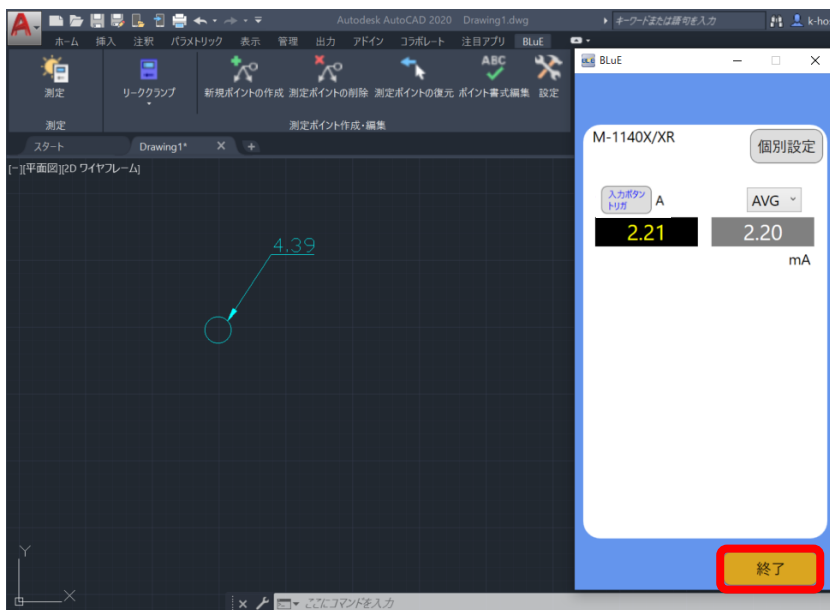 Autodesk AutoCAD 2020 Drawing1.dwg
キーワードまたは語句を入力
k-ho
ホーム 挿入 注釈 パラメトリック 表示 管理 出力 アドイン コラボレート 注目アプリ BLuE
測定
リーククランプ
新規ポイントの作成 測定ポイントの削除 測定ポイントの復元 ポイント書式編集 設定
ABC
測定
測定ポイント作成・編集
スタート
Drawing1*
[-][平面図][2D ワイヤフレーム]
4.39
Y
X
ここにコマンドを入力
BLuE
M-1140X/XR
個別設定
入力ボタン
トリガ
A
AVG
2.21
2.20
mA
終了